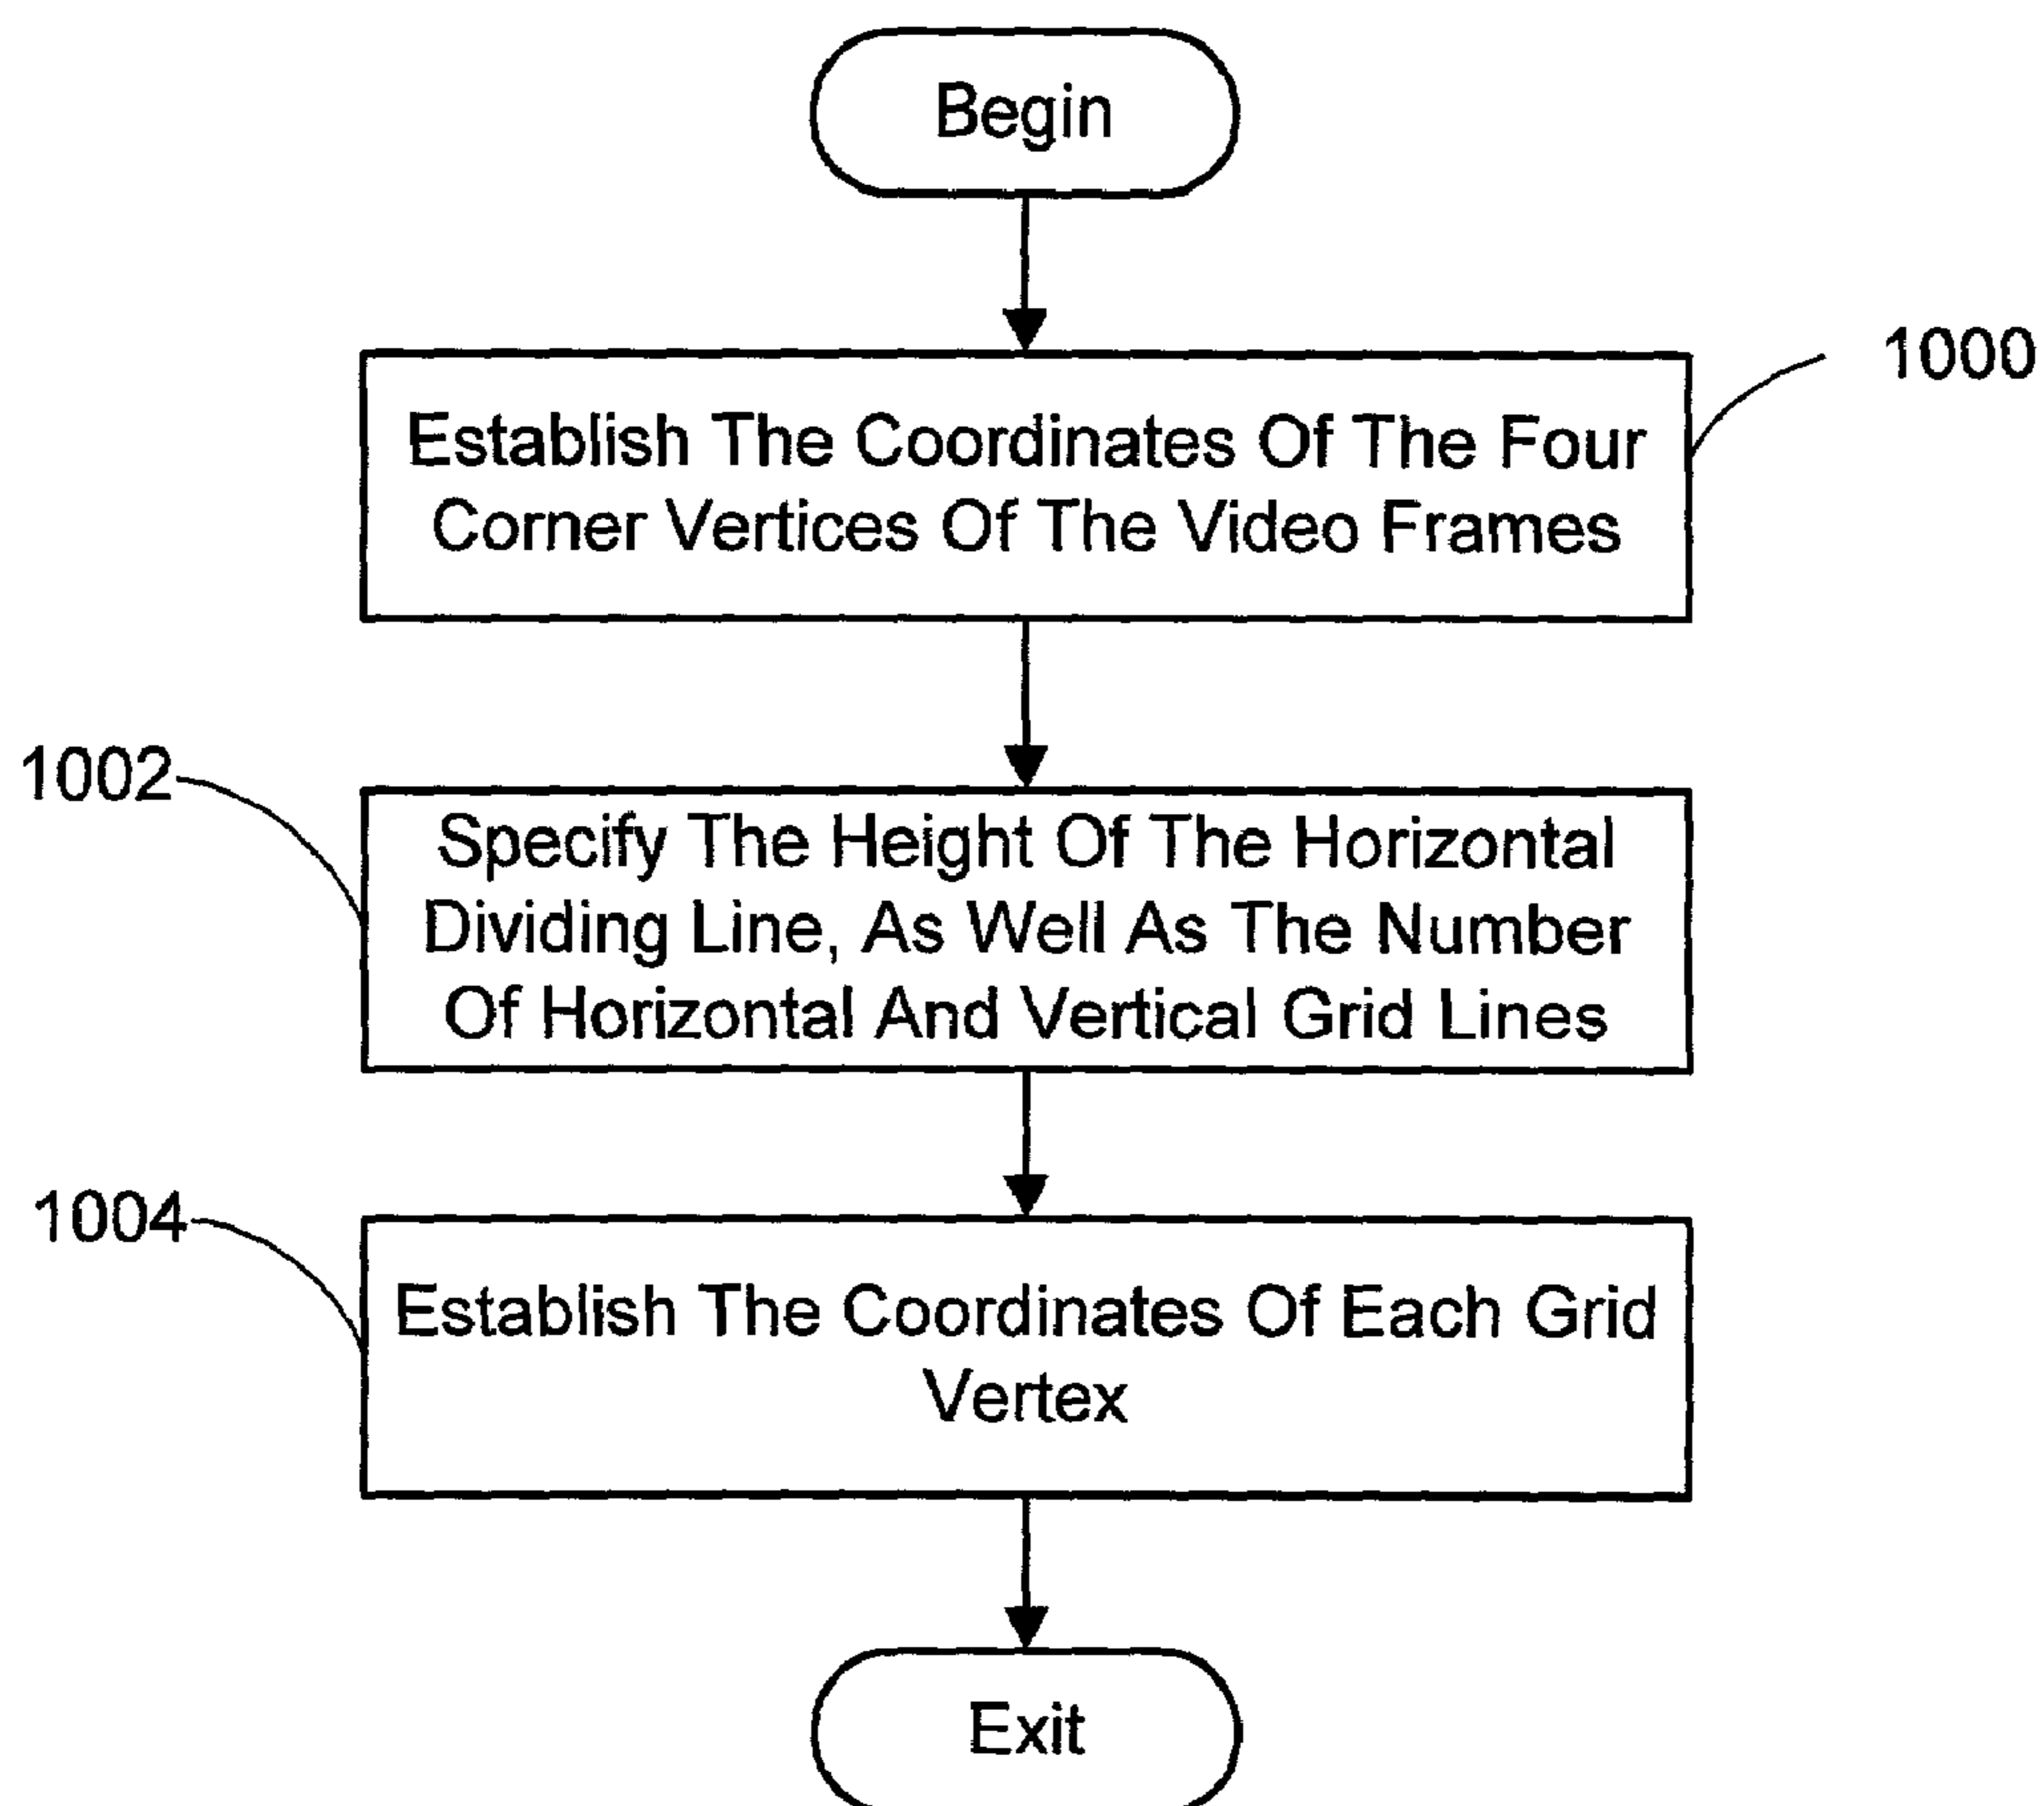 Begin
1000
Establish The Coordinates Of The Four
Corner Vertices Of The Video Frames
1002
Specify The Height Of The Horizontal
Dividing Line, As Well As The Number
Of Horizontal And Vertical Grid Lines
1004
Establish The Coordinates Of Each Grid
Vertex
Exit